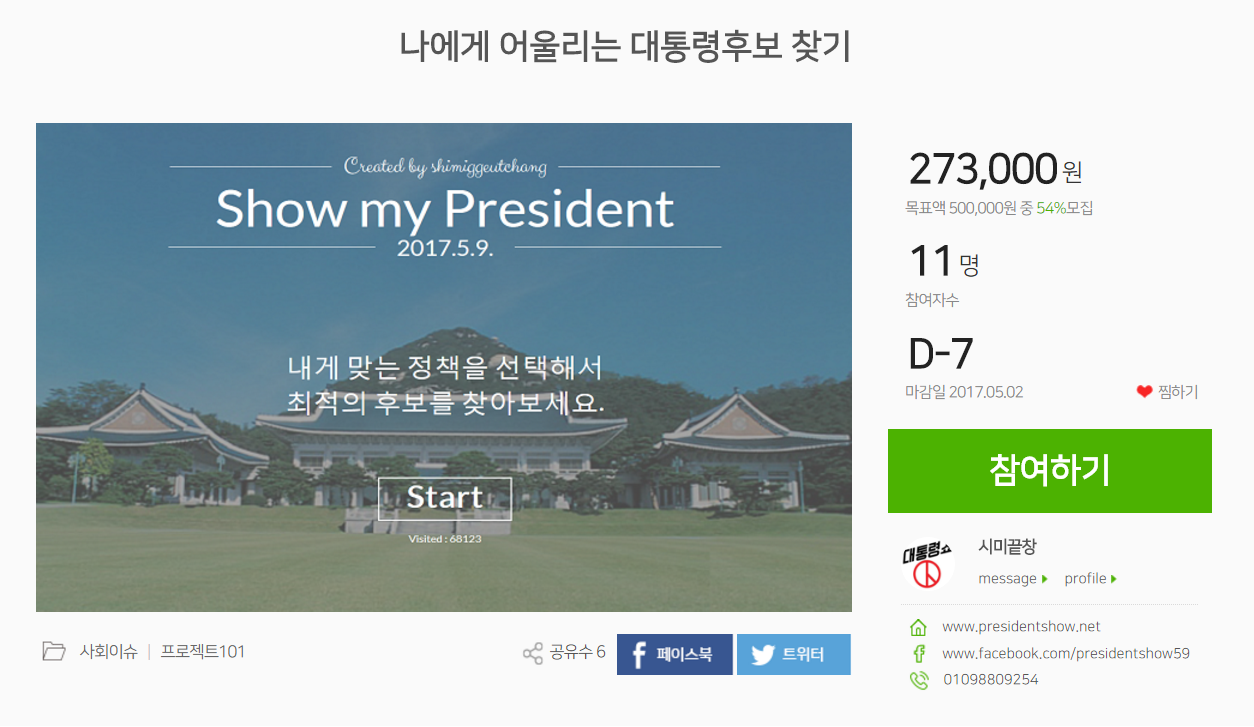 나에게 어울리는 대통령후보 찾기
Created by shimiggeutchang
Show my President
2017.5.9.
내게 맞는 정책을 선택해서
최적의 후보를 찾아보세요.
Start
Visited : 68123
사회이슈 | 프로젝트101
공유수 6
페이스북
트위터
273,000 원
목표액 500,000원 중 54%모집
11 명
참여자수
D-7
마감일 2017.05.02
찜하기
참여하기
대통령쇼
시미끝창
message
profile
www.presidentshow.net
www.facebook.com/presidentshow59
01098809254